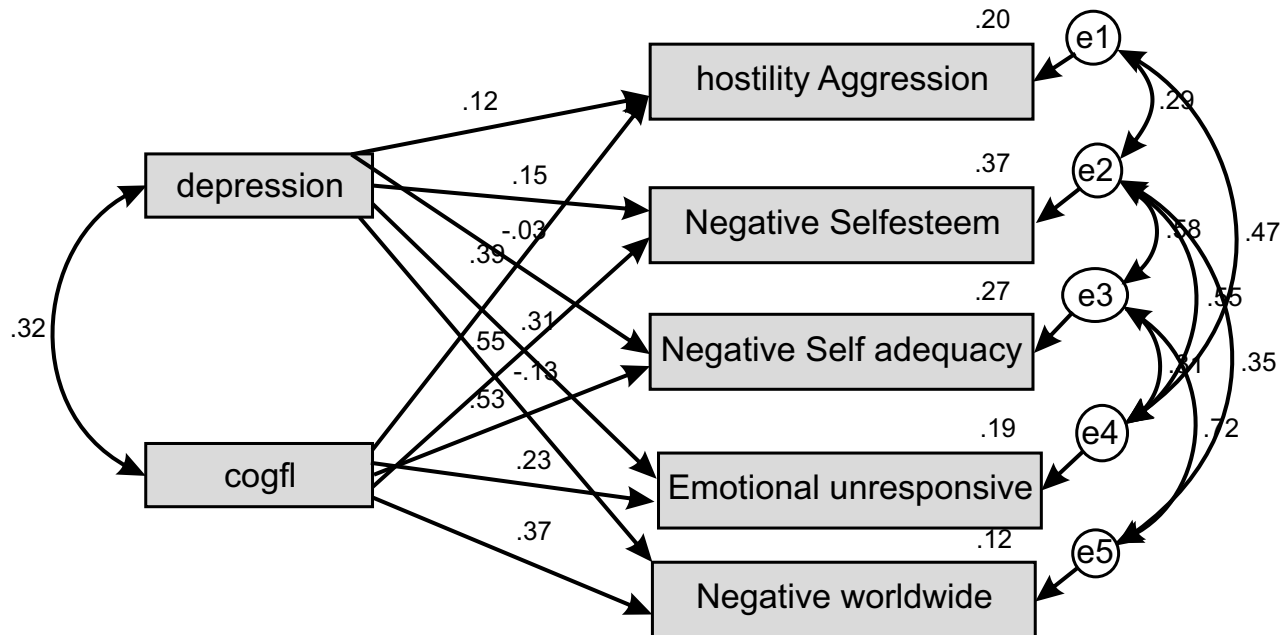 .20
e1
hostility Aggression
.12
.29
depression
.15
.37
e2
Negative Selfesteem
-.03
.39
.58
.47
.27
e3
.32
.31
55
Negative Self adequacy
.55
-.13
.53
.31
.35
cogfl
.23
.19
e4
.72
Emotional unresponsive
.37
.12
e5
Negative worldwide